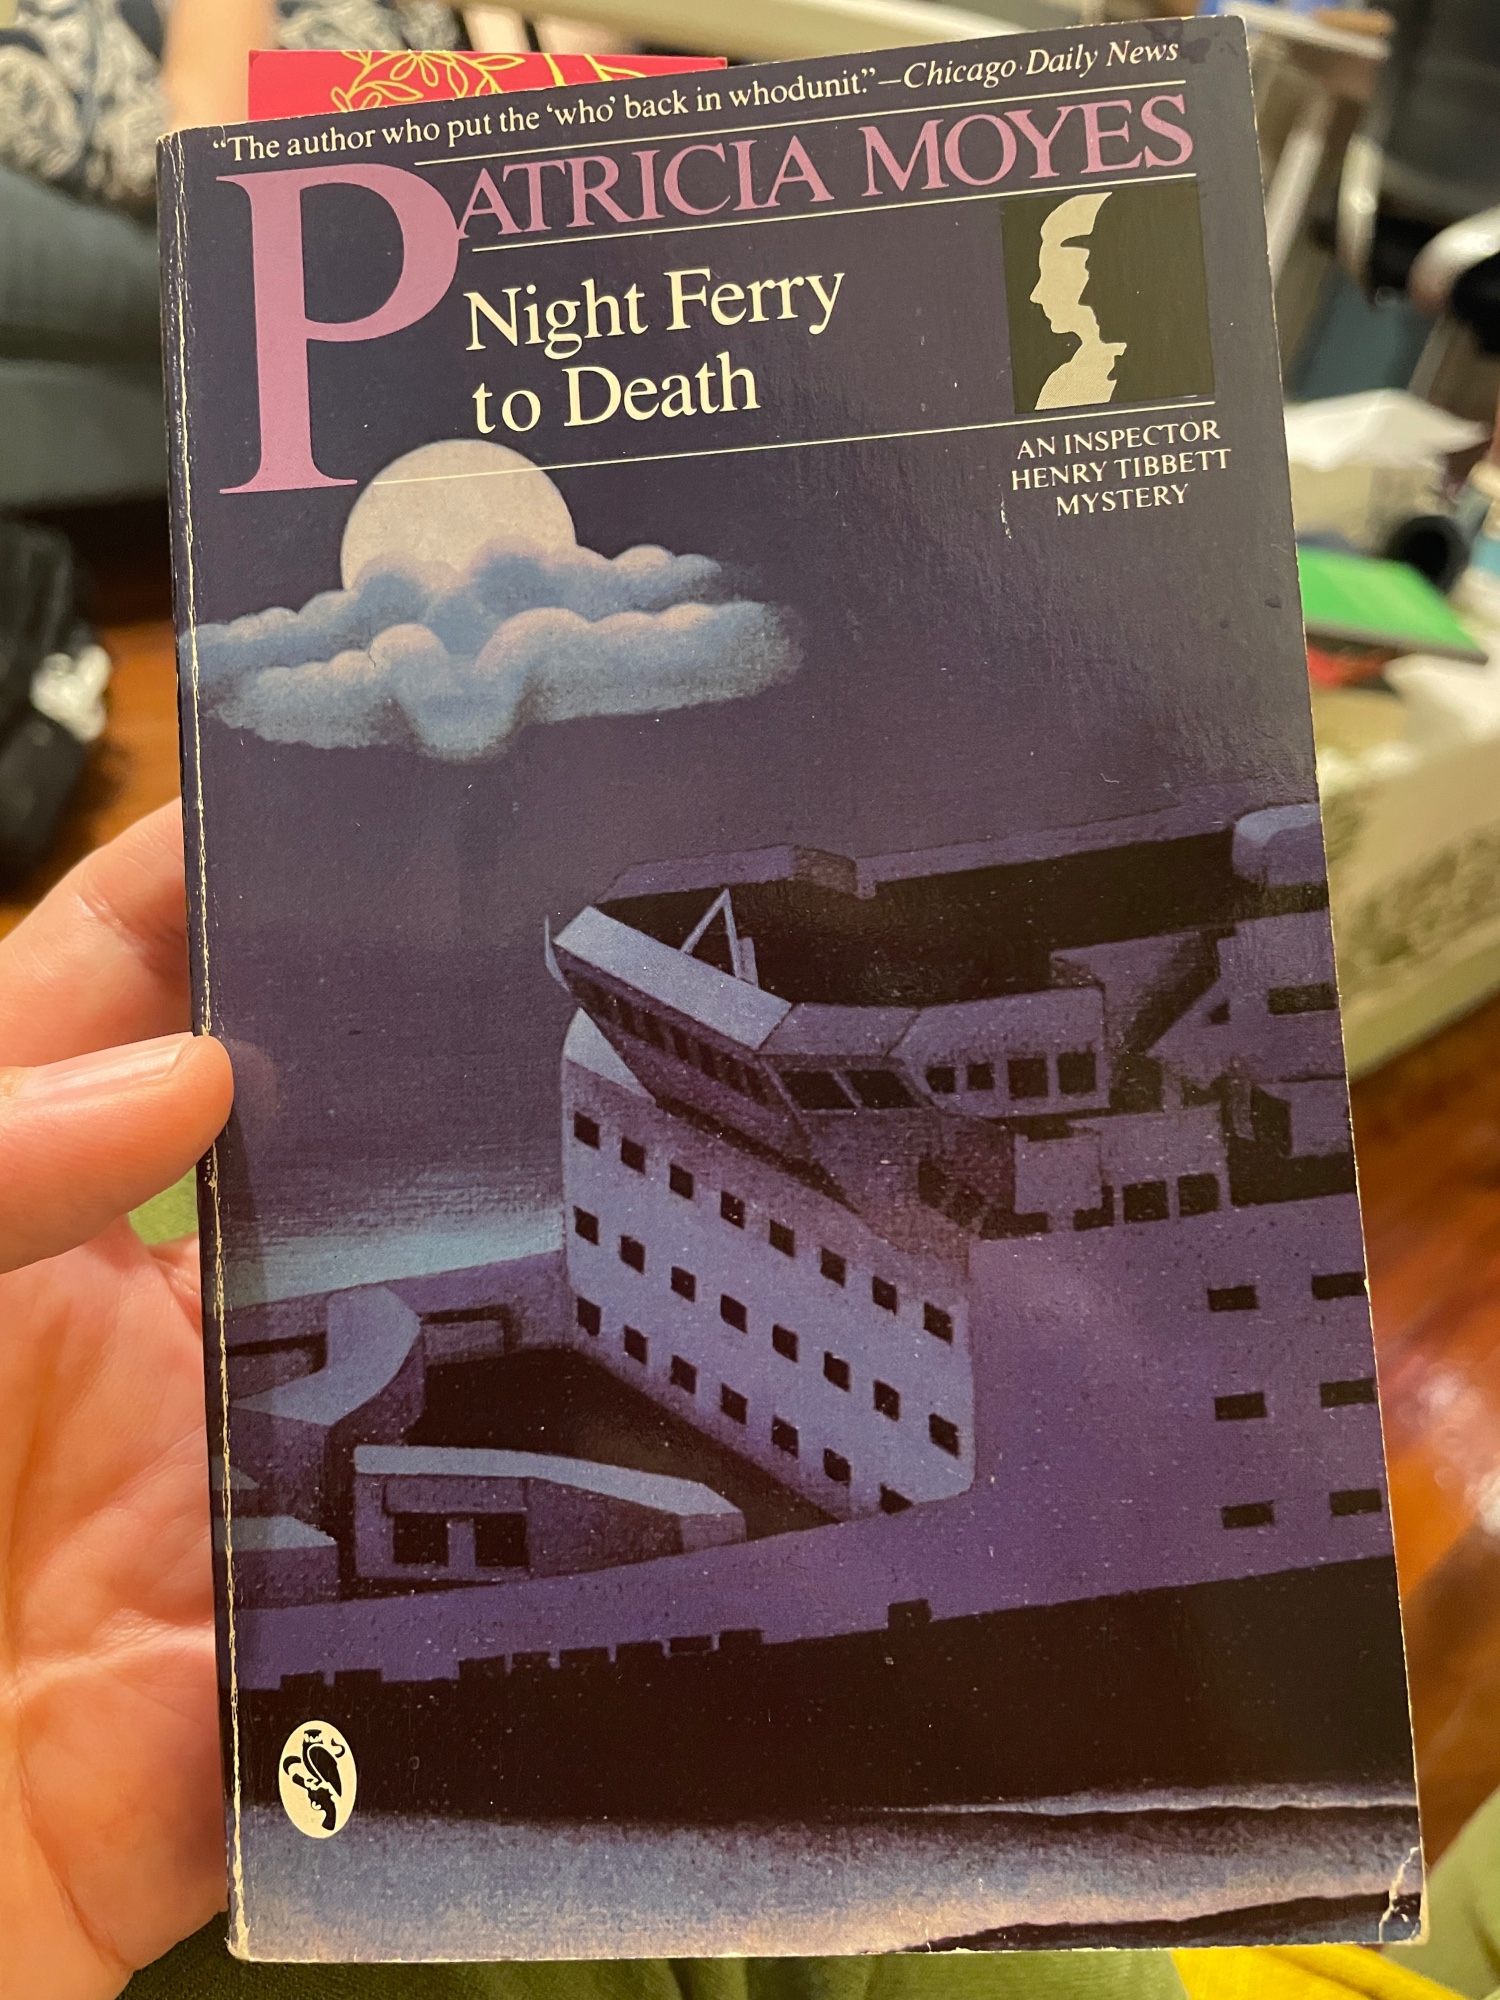 “The author who put the ‘who’ back in whodunit.”—Chicago Daily News
PATRICIA MOYES
Night Ferry
to Death
AN INSPECTOR
HENRY TIBBETT
MYSTERY